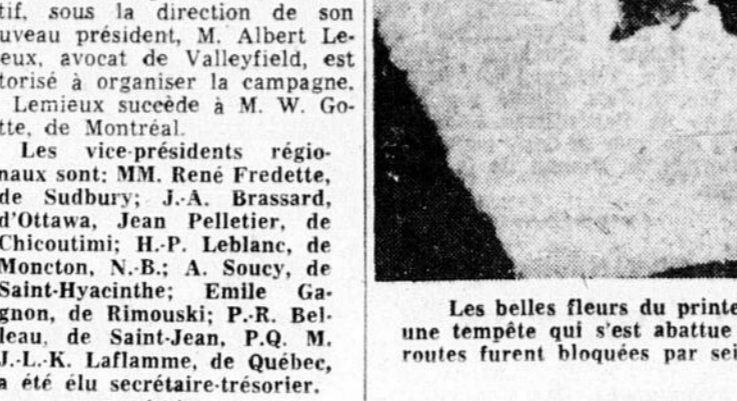 tif, sous la direction de son
uveau président, M. Albert Le-
eux, avocat de Valleyfield, est
torisé à organiser la campagne.
Lemieux succède à M. W. Go-
tte, de Montréal.
Les vice-présidents régio-
naux sont: MM. René Fredette,
de Sudbury; J.-A. Brassard,
d'Ottawa, Jean Pelletier, de
Chicoutimi; H.-P. Leblanc, de
Moncton, N.-B.; A. Soucy, de
Saint-Hyacinthe; Emile Ga-
gnon, de Rimouski; P.-R. Bel-
leau, de Saint-Jean, P.Q. M.
J.-L.-K. Laflamme, de Québec,
a été élu secrétaire-trésorier.
Les belles fleurs du printe
une tempête qui s'est abattue
routes furent bloquées par sei